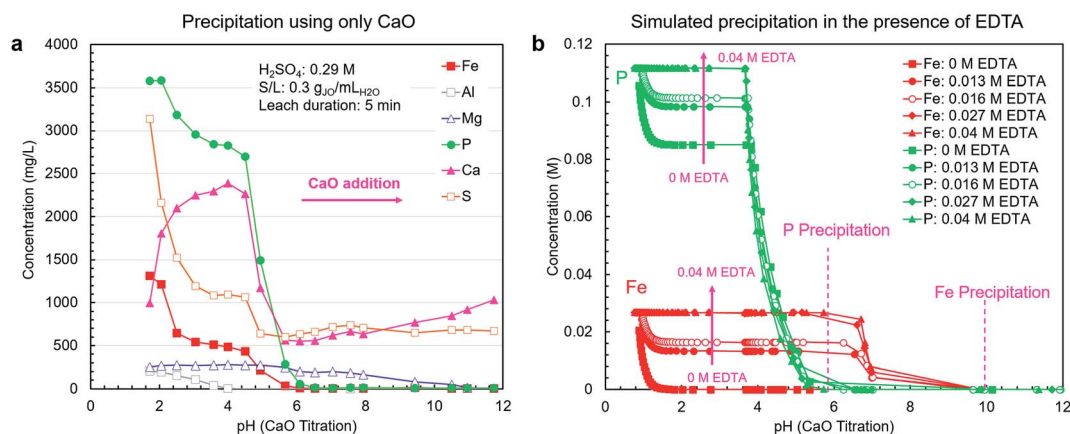 Precipitation using only CaO
a
4000
3500
3000
2500
2000
1500
1000
500
0
Concentration (mg/L)
H2SO4: 0.29 M
S/L: 0.3 gJO/mLH2O
Leach duration: 5 min
Fe
Al
Mg
P
Ca
S
CaO addition
0 2 4 6 8 10 12
pH (CaO Titration)
Simulated precipitation in the presence of EDTA
b
0.12
0.1
0.08
0.06
0.04
0.02
0
Concentration (M)
P
0.04 M EDTA
0 M EDTA
Fe: 0 M EDTA
Fe: 0.013 M EDTA
Fe: 0.016 M EDTA
Fe: 0.027 M EDTA
Fe: 0.04 M EDTA
P: 0 M EDTA
P: 0.013 M EDTA
P: 0.016 M EDTA
P: 0.027 M EDTA
P: 0.04 M EDTA
P Precipitation
Fe Precipitation
Fe
0.04 M EDTA
0 M EDTA
0 2 4 6 8 10 12
pH (CaO Titration)